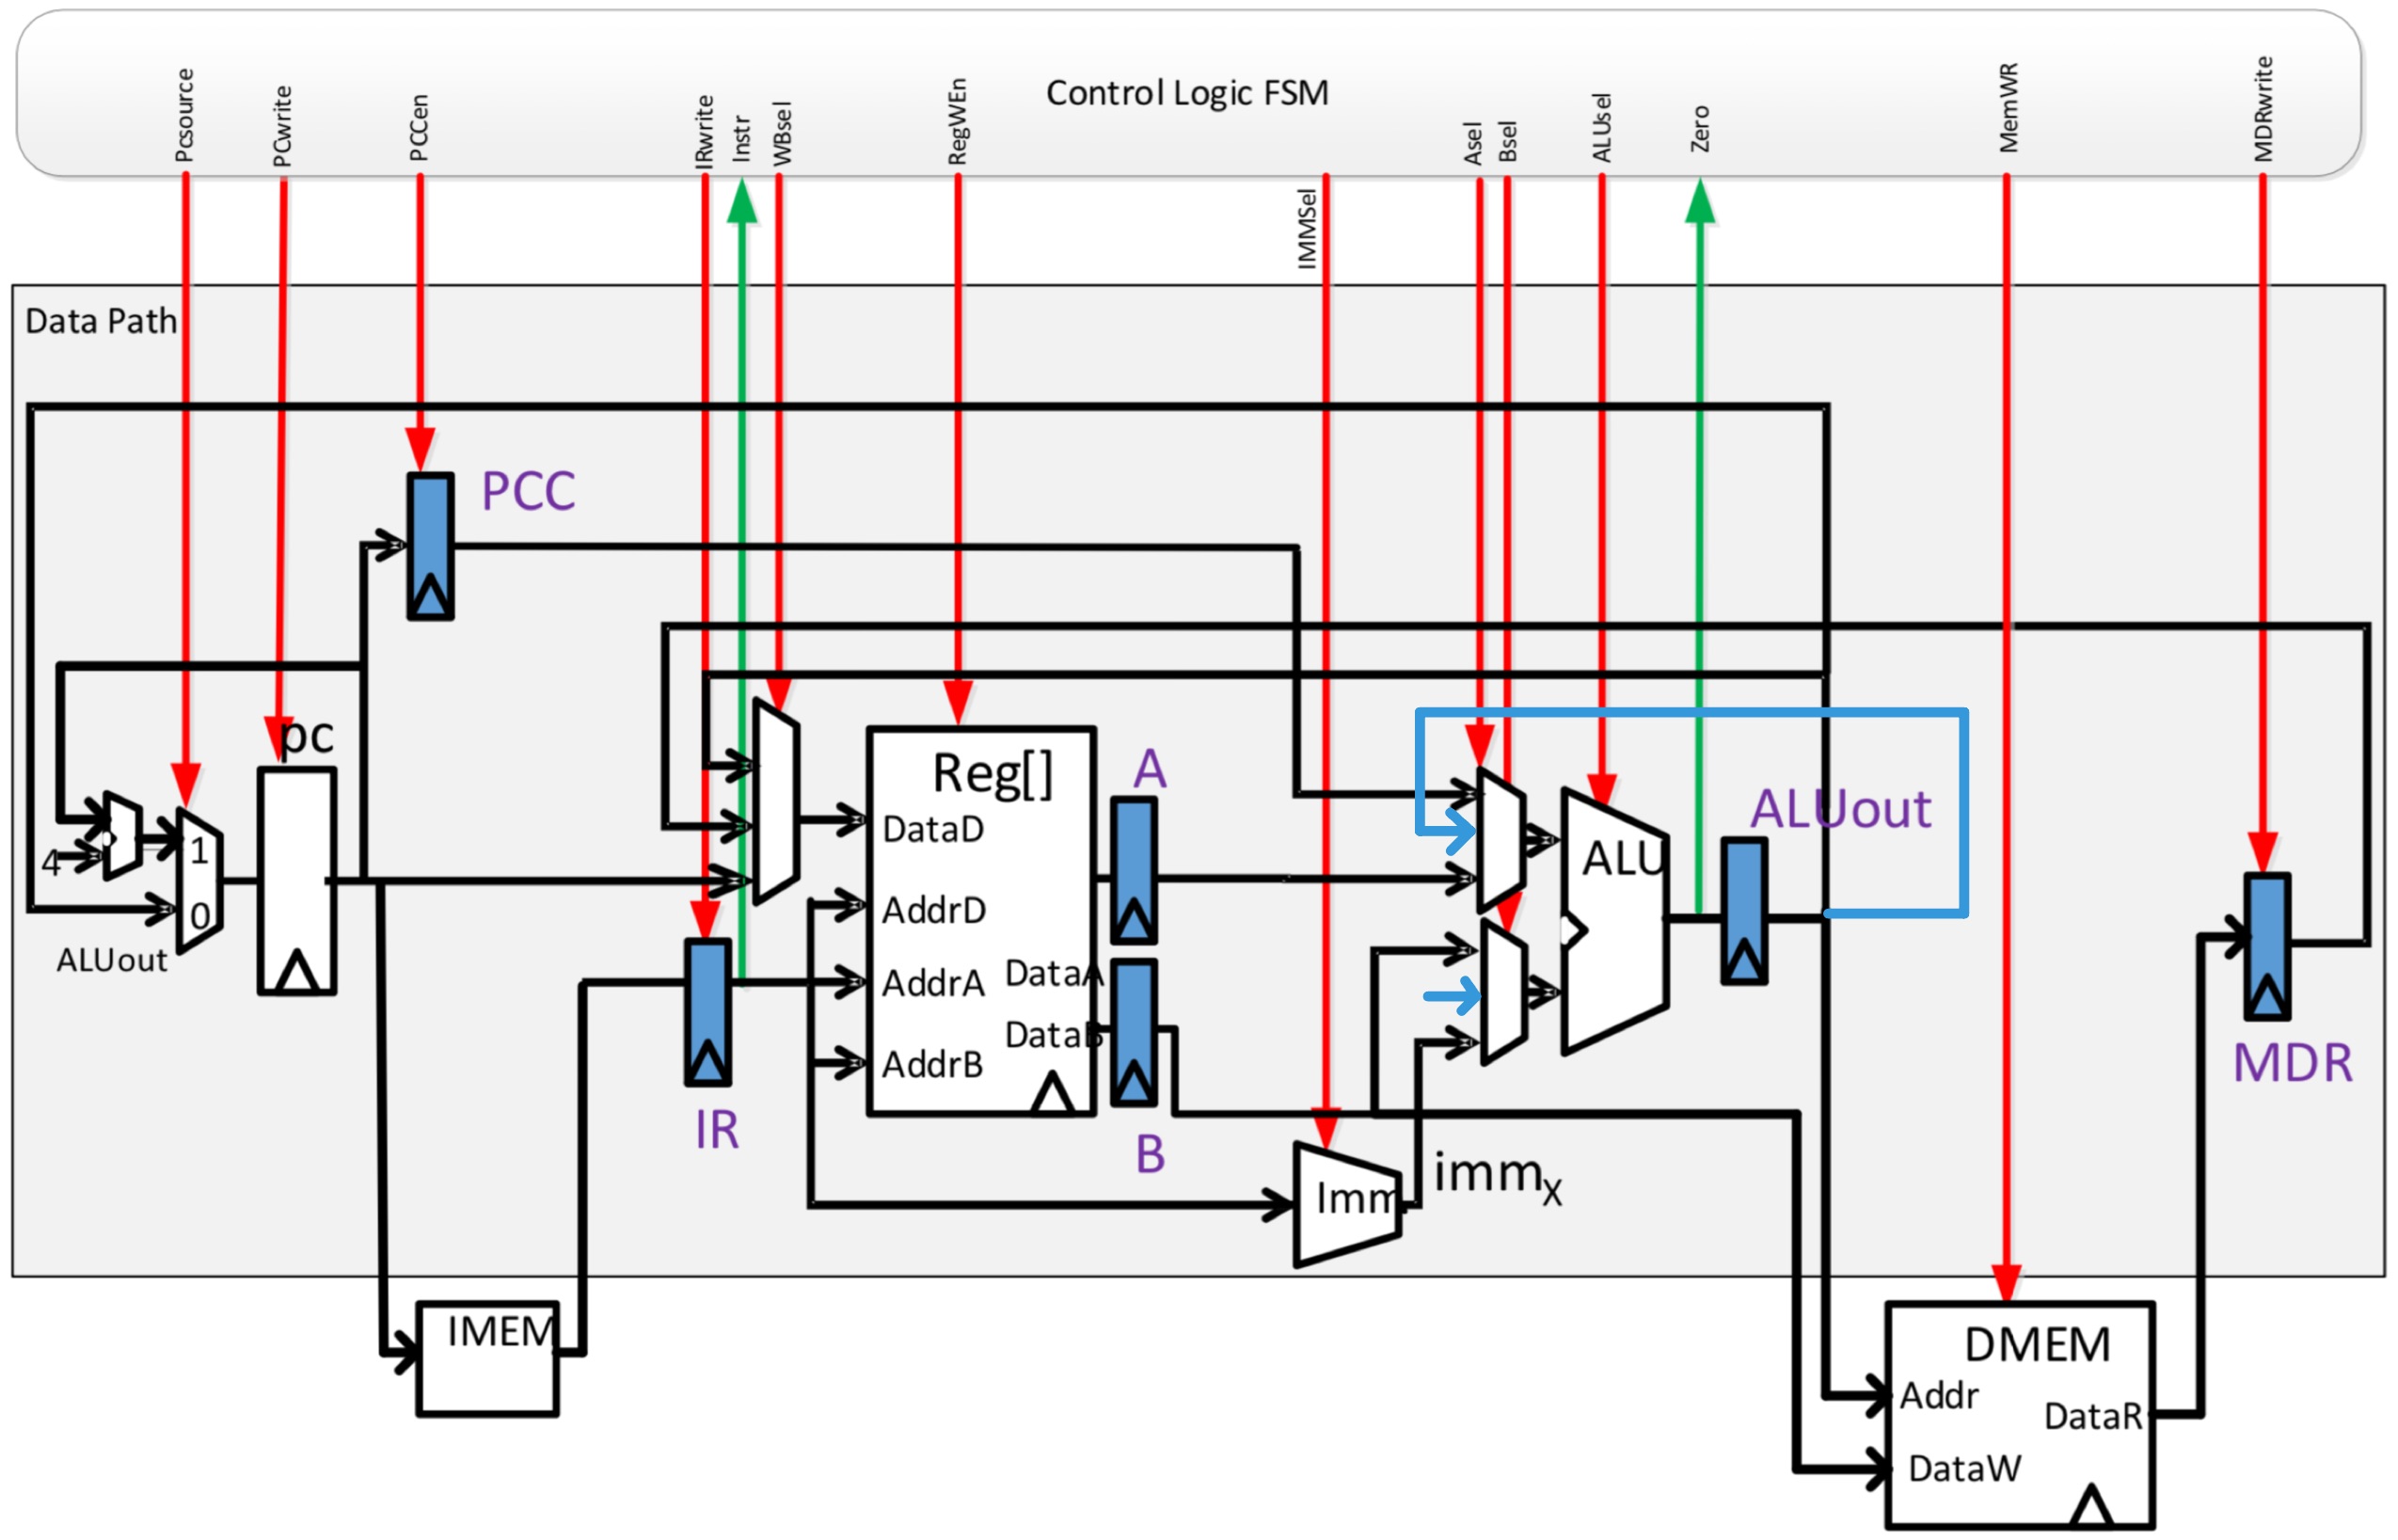 Control Logic FSM
Pcsource
PCwrite
PCCen
IRwrite
Instr
WBsel
RegWEn
IMMSel
Asel
Bsel
ALUsel
Zero
MemWR
MDRwrite
Data Path
PCC
pc
4
1
0
ALUout
IR
Reg[]
DataD
AddrD
AddrA
AddrB
DataA
DataB
A
B
Imm
immX
ALU
ALUout
MDR
IMEM
DMEM
Addr
DataR
DataW